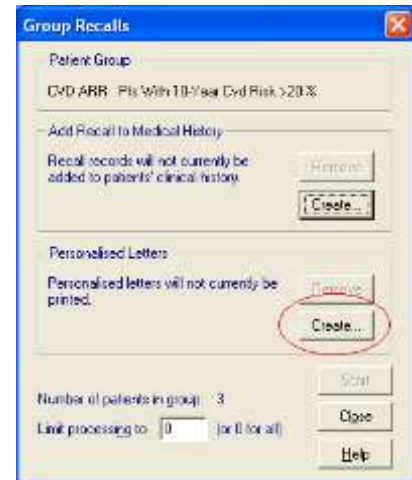 Group Recalls
Patient Group
CVD ARR Pts With 10-Year Cvd Risk >20 %
Add Recall to Medical History
Recall records will not currently be
added to patients' clinical history.
Remove
Create...
Personalised Letters
Personalised letters will not currently be
printed.
Remove
Create...
Start
Number of patients in group 3
Close
Limit processing to 0 (or 0 for all)
Help